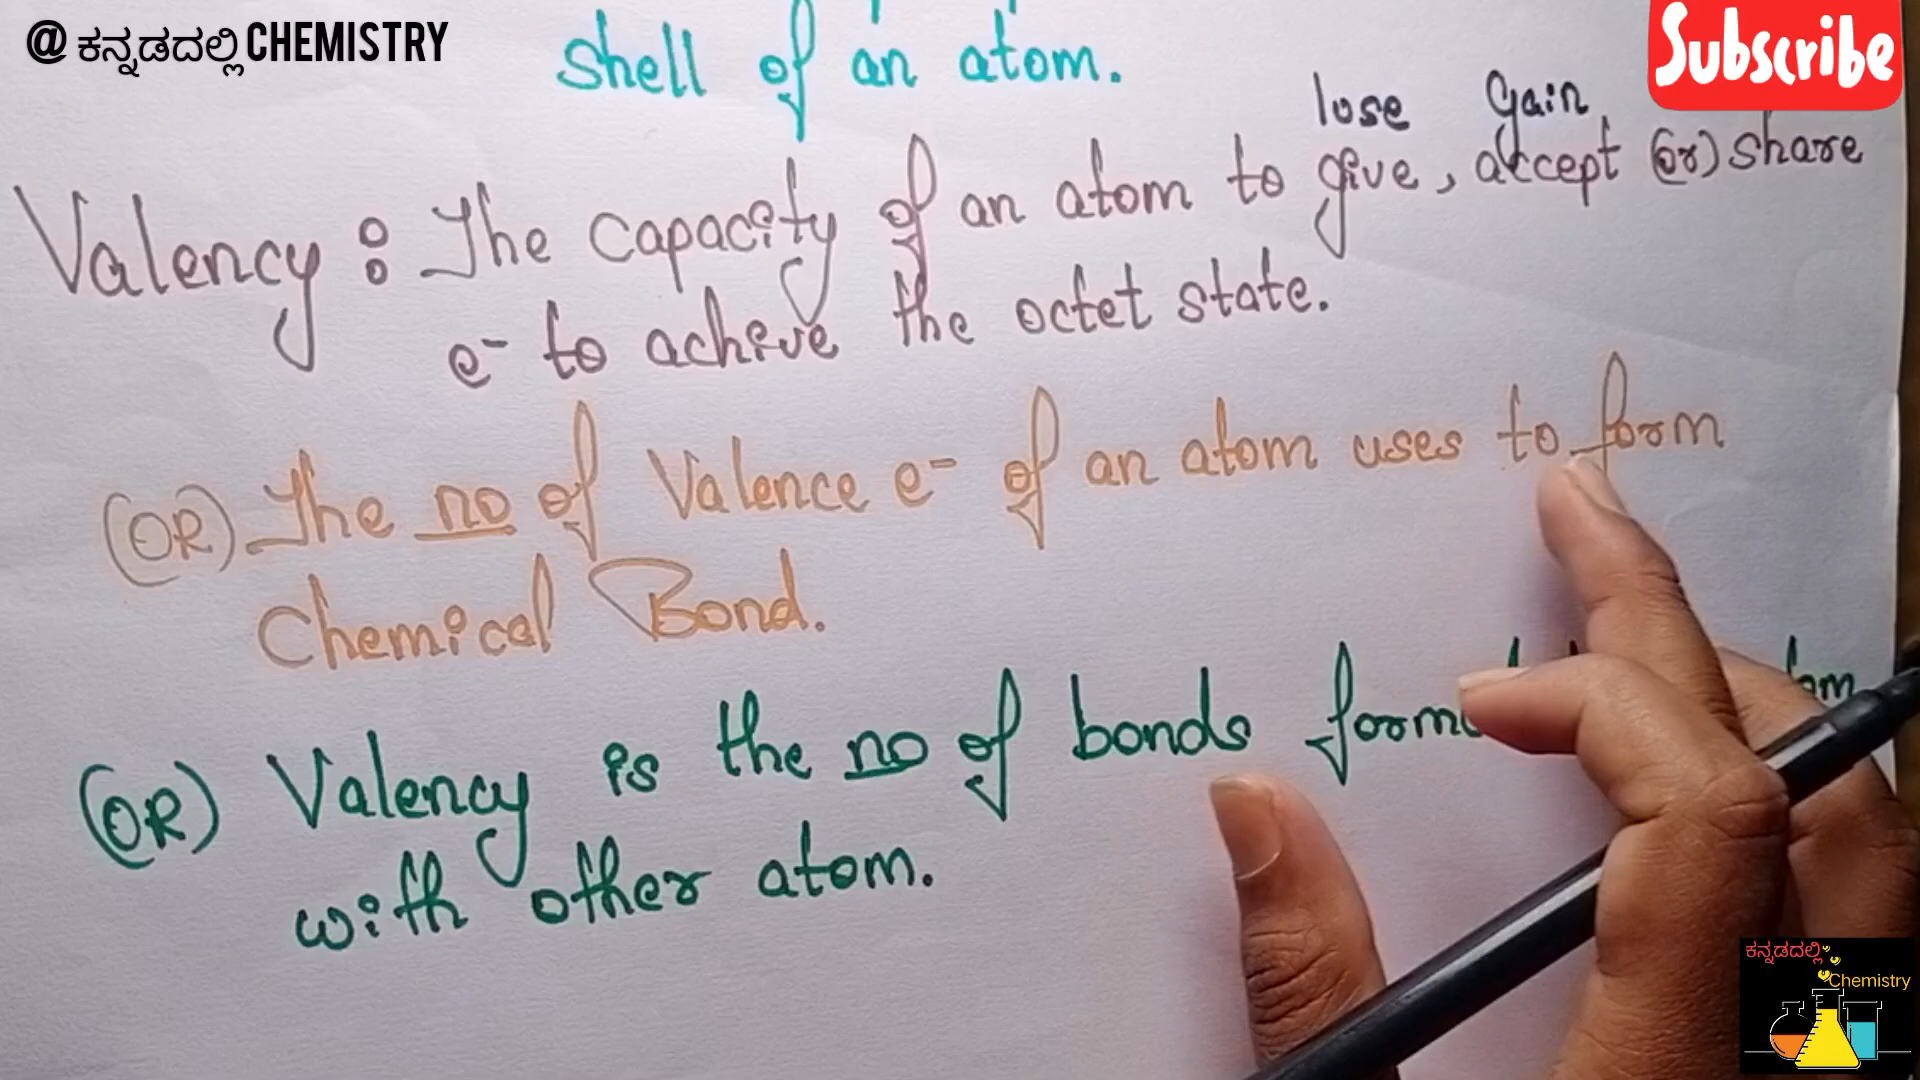 @ ಕನ್ನಡದಲ್ಲಿ CHEMISTRY
Subscribe
shell of an atom.
lose Gain
Valency : The capacity of an atom to give, accept (or) share
e⁻ to achive the octet state.
(OR) The no of Valence e⁻ of an atom uses to form
Chemical Bond.
(OR) Valency is the no of bonds
with other atom.
ಕನ್ನಡದಲ್ಲಿ
Chemistry